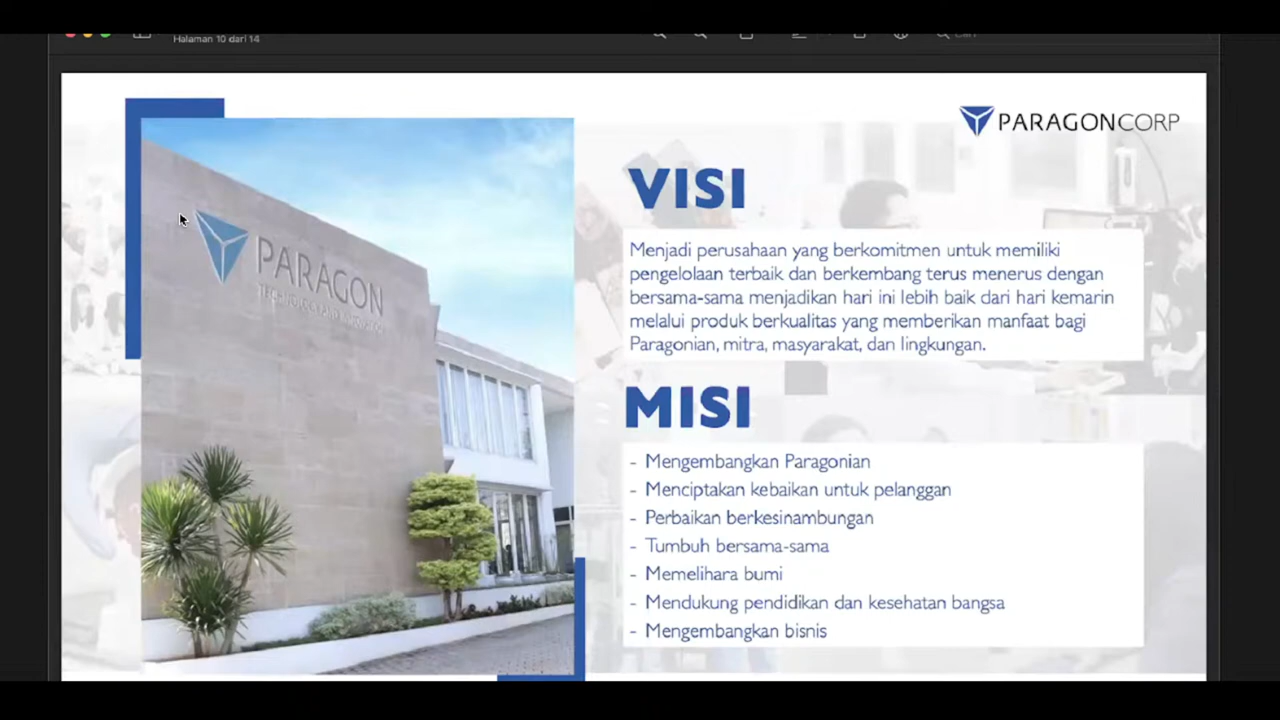 Halaman 10 dari 14
PARAGONCORP
PARAGON
VISI
Menjadi perusahaan yang berkomitmen untuk memiliki
pengelolaan terbaik dan berkembang terus menerus dengan
bersama-sama menjadikan hari ini lebih baik dari hari kemarin
melalui produk berkualitas yang memberikan manfaat bagi
Paragonian, mitra, masyarakat, dan lingkungan.
MISI
- Mengembangkan Paragonian
- Menciptakan kebaikan untuk pelanggan
- Perbaikan berkesinambungan
- Tumbuh bersama-sama
- Memelihara bumi
- Mendukung pendidikan dan kesehatan bangsa
- Mengembangkan bisnis